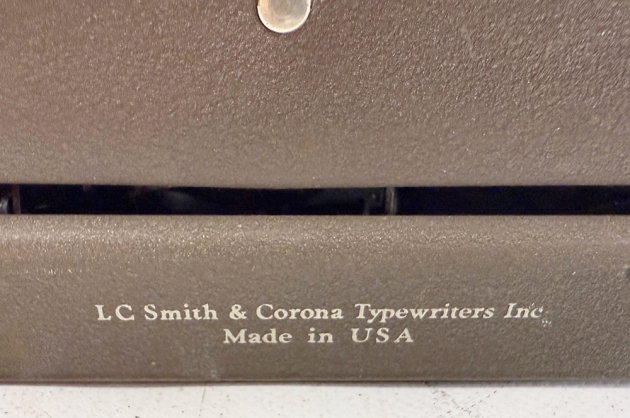 LC Smith & Corona Typewriters Inc
Made in USA